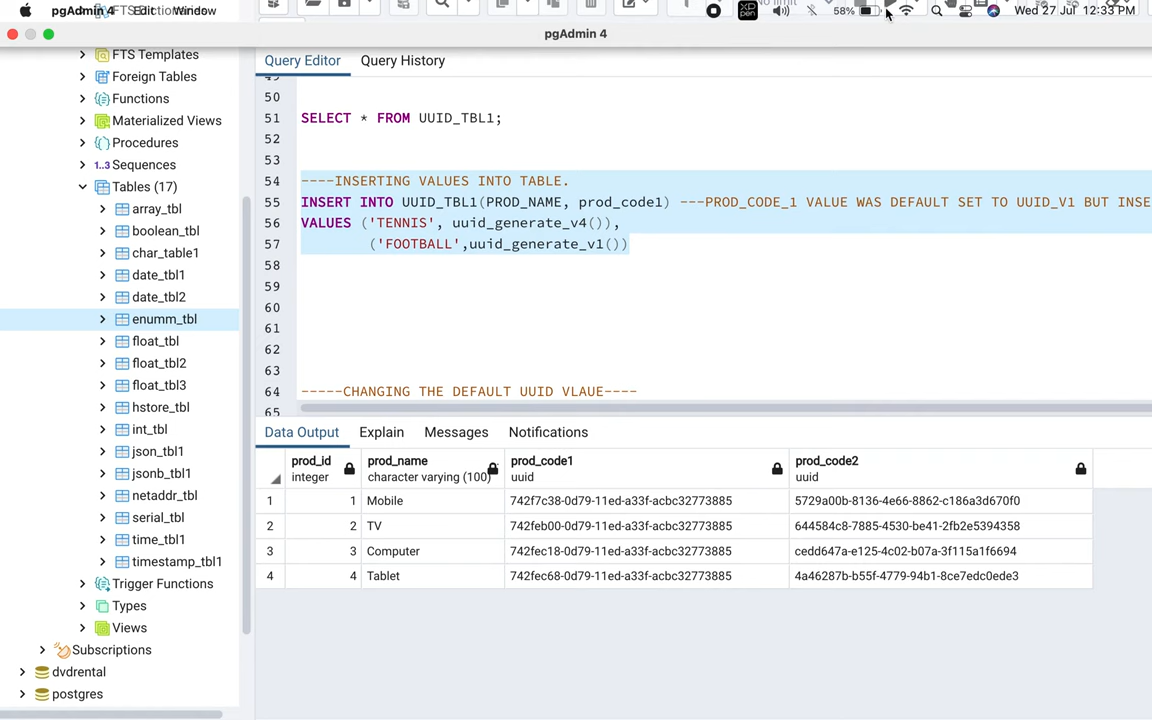 pgAdmin 4 Edit Window
58% Wed 27 Jul 12:33 PM
pgAdmin 4
FTS Templates
Foreign Tables
Functions
Materialized Views
Procedures
1..3 Sequences
Tables (17)
array_tbl
boolean_tbl
char_table1
date_tbl1
date_tbl2
enumm_tbl
float_tbl
float_tbl2
float_tbl3
hstore_tbl
int_tbl
json_tbl1
jsonb_tbl1
netaddr_tbl
serial_tbl
time_tbl1
timestamp_tbl1
Trigger Functions
Types
Views
Subscriptions
dvdrental
postgres
Query Editor Query History
49
50
51 SELECT * FROM UUID_TBL1;
52
53
54 ----INSERTING VALUES INTO TABLE.
55 INSERT INTO UUID_TBL1(PROD_NAME, prod_code1) ---PROD_CODE_1 VALUE WAS DEFAULT SET TO UUID_V1 BUT INSE
56 VALUES ('TENNIS', uuid_generate_v4()),
57 ('FOOTBALL',uuid_generate_v1())
58
59
60
61
62
63
64 -----CHANGING THE DEFAULT UUID VLAUE----
65
Data Output Explain Messages Notifications
prod_id prod_name prod_code1 prod_code2
integer character varying (100) uuid uuid
1 1 Mobile 742f7c38-0d79-11ed-a33f-acbc32773885 5729a00b-8136-4e66-8862-c186a3d670f0
2 2 TV 742feb00-0d79-11ed-a33f-acbc32773885 644584c8-7885-4530-be41-2fb2e5394358
3 3 Computer 742fec18-0d79-11ed-a33f-acbc32773885 cedd647a-e125-4c02-b07a-3f115a1f6694
4 4 Tablet 742fec68-0d79-11ed-a33f-acbc32773885 4a46287b-b55f-4779-94b1-8ce7edc0ede3